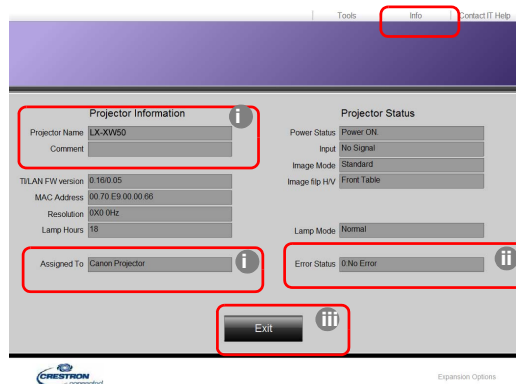 Tools Info Contact IT Help
Projector Information
i
Projector Name LX-XW50
Comment
TI/LAN FW version 0.16/0.05
MAC Address 00.70.E9.00.00.66
Resolution 0X0 0Hz
Lamp Hours 18
Assigned To Canon Projector
i
Projector Status
Power Status Power ON.
Input No Signal
Image Mode Standard
Image filp H/V Front Table
Lamp Mode Normal
Error Status 0:No Error
ii
Exit
iii
CRESTRON
connected
Expansion Options